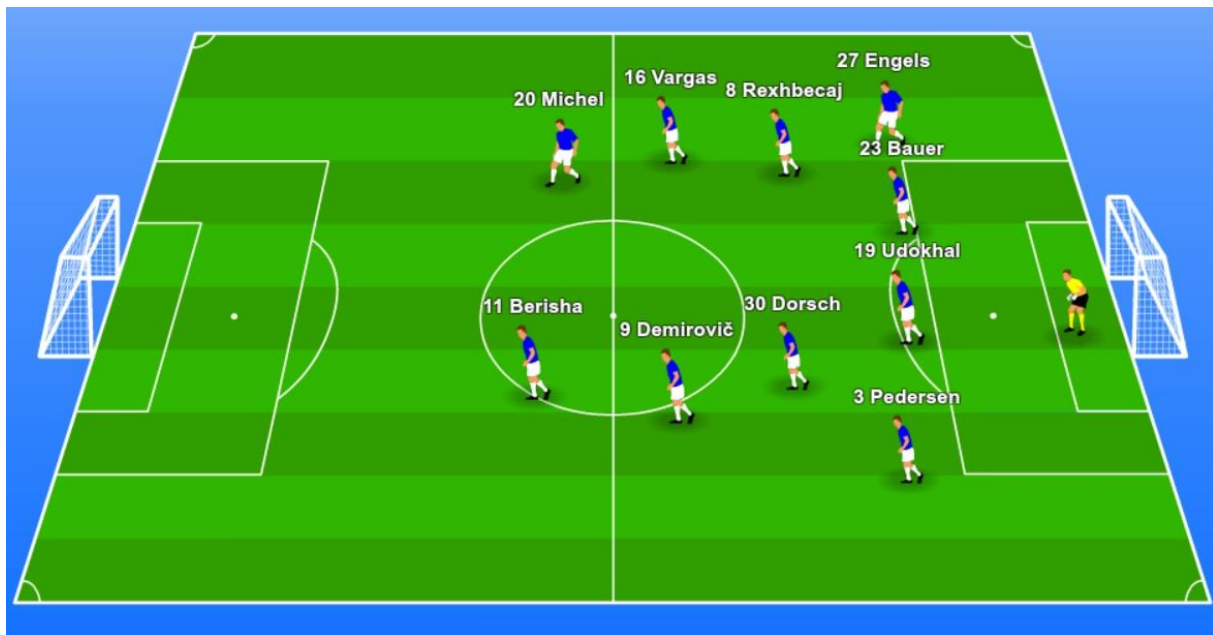 27 Engels
16 Vargas
8 Rexhbecaj
20 Michel
23 Bauer
19 Udokhal
11 Berisha
30 Dorsch
9 Demirovič
3 Pedersen